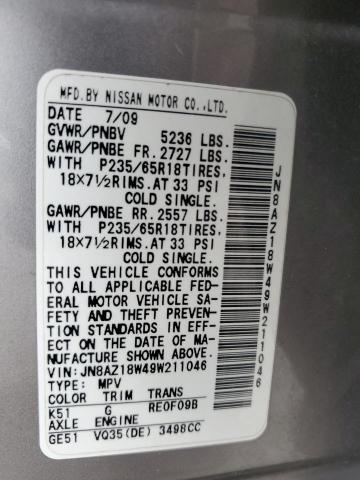 MFD.BY NISSAN MOTOR CO.,LTD.
DATE 7/09
GVWR/PNBV 5236 LBS.
GAWR/PNBE FR. 2727 LBS.
WITH P235/65R18TIRES,
18X7½RIMS.AT 33 PSI
COLD SINGLE.
GAWR/PNBE RR. 2557 LBS.
WITH P235/65R18TIRES,
18X7½RIMS.AT 33 PSI
COLD SINGLE.
THIS VEHICLE CONFORMS
TO ALL APPLICABLE FED-
ERAL MOTOR VEHICLE SA-
FETY AND THEFT PREVEN-
TION STANDARDS IN EFF-
ECT ON THE DATE OF MA-
NUFACTURE SHOWN ABOVE.
VIN: JN8AZ18W49W211046
TYPE: MPV
COLOR TRIM TRANS
K51 G RE0F09B
AXLE ENGINE
GE51 VQ35(DE) 3498CC
JN8AZ18W49W211046